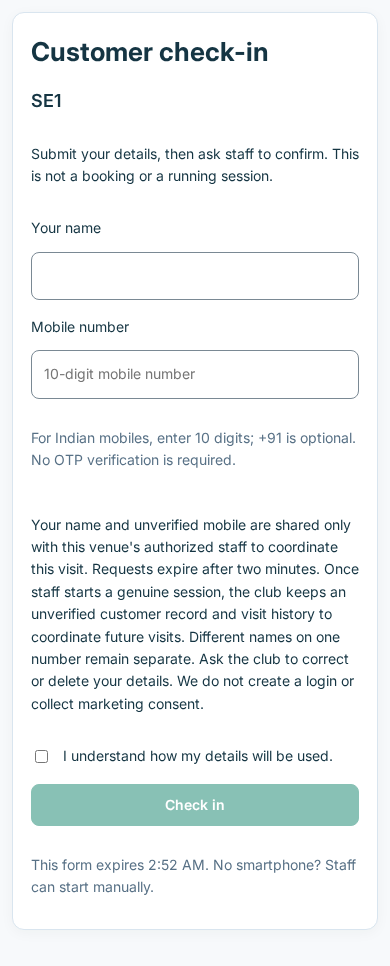 Customer check-in
SE1
Submit your details, then ask staff to confirm. This
is not a booking or a running session.
Your name
Mobile number
10-digit mobile number
For Indian mobiles, enter 10 digits; +91 is optional.
No OTP verification is required.
Your name and unverified mobile are shared only
with this venue's authorized staff to coordinate
this visit. Requests expire after two minutes. Once
staff starts a genuine session, the club keeps an
unverified customer record and visit history to
coordinate future visits. Different names on one
number remain separate. Ask the club to correct
or delete your details. We do not create a login or
collect marketing consent.
I understand how my details will be used.
Check in
This form expires 2:52 AM. No smartphone? Staff
can start manually.